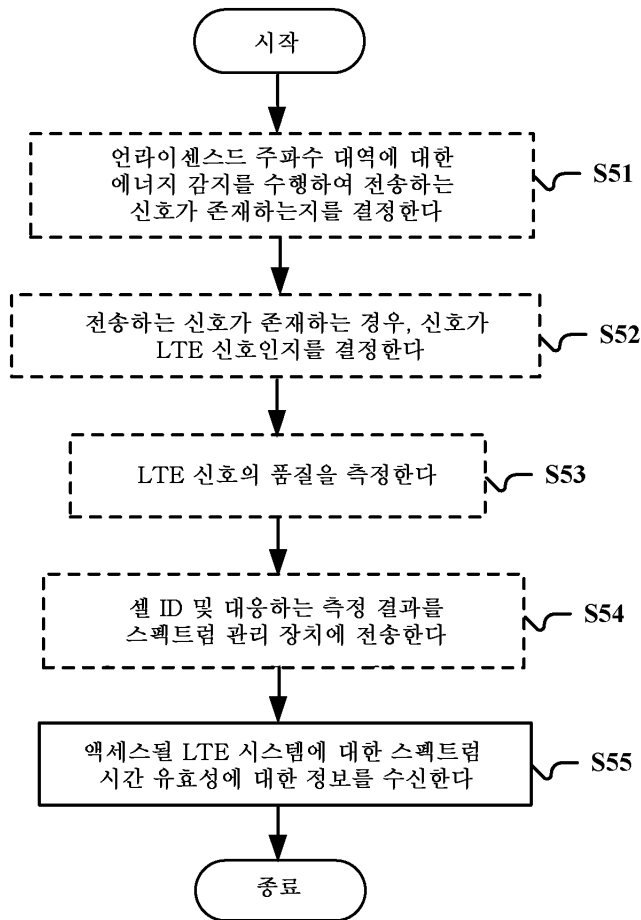 시작
언라이센스드 주파수 대역에 대한
에너지 감지를 수행하여 전송하는
신호가 존재하는지를 결정한다
S51
전송하는 신호가 존재하는 경우, 신호가
LTE 신호인지를 결정한다
S52
LTE 신호의 품질을 측정한다
S53
셀 ID 및 대응하는 측정 결과를
스펙트럼 관리 장치에 전송한다
S54
액세스될 LTE 시스템에 대한 스펙트럼
시간 유효성에 대한 정보를 수신한다
S55
종료